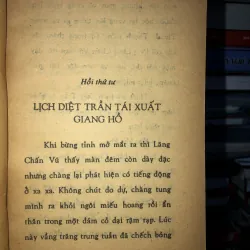 Hồi thứ tư
LỊCH DIỆT TRẦN TÁI XUẤT
GIANG HỒ
Khi bừng tỉnh mở mắt ra thì Lăng
Chấn Vũ thấy màn đêm còn dày đặc
nhưng chàng lại phát hiện có tiếng động
ở xa xa. Không chút do dự, chàng tung
mình ra khỏi ngôi miếu hoang rồi ẩn
thân trong một đám cỏ dại rậm rạp. Lúc
này vầng trăng trung tuần đã chếch bóng